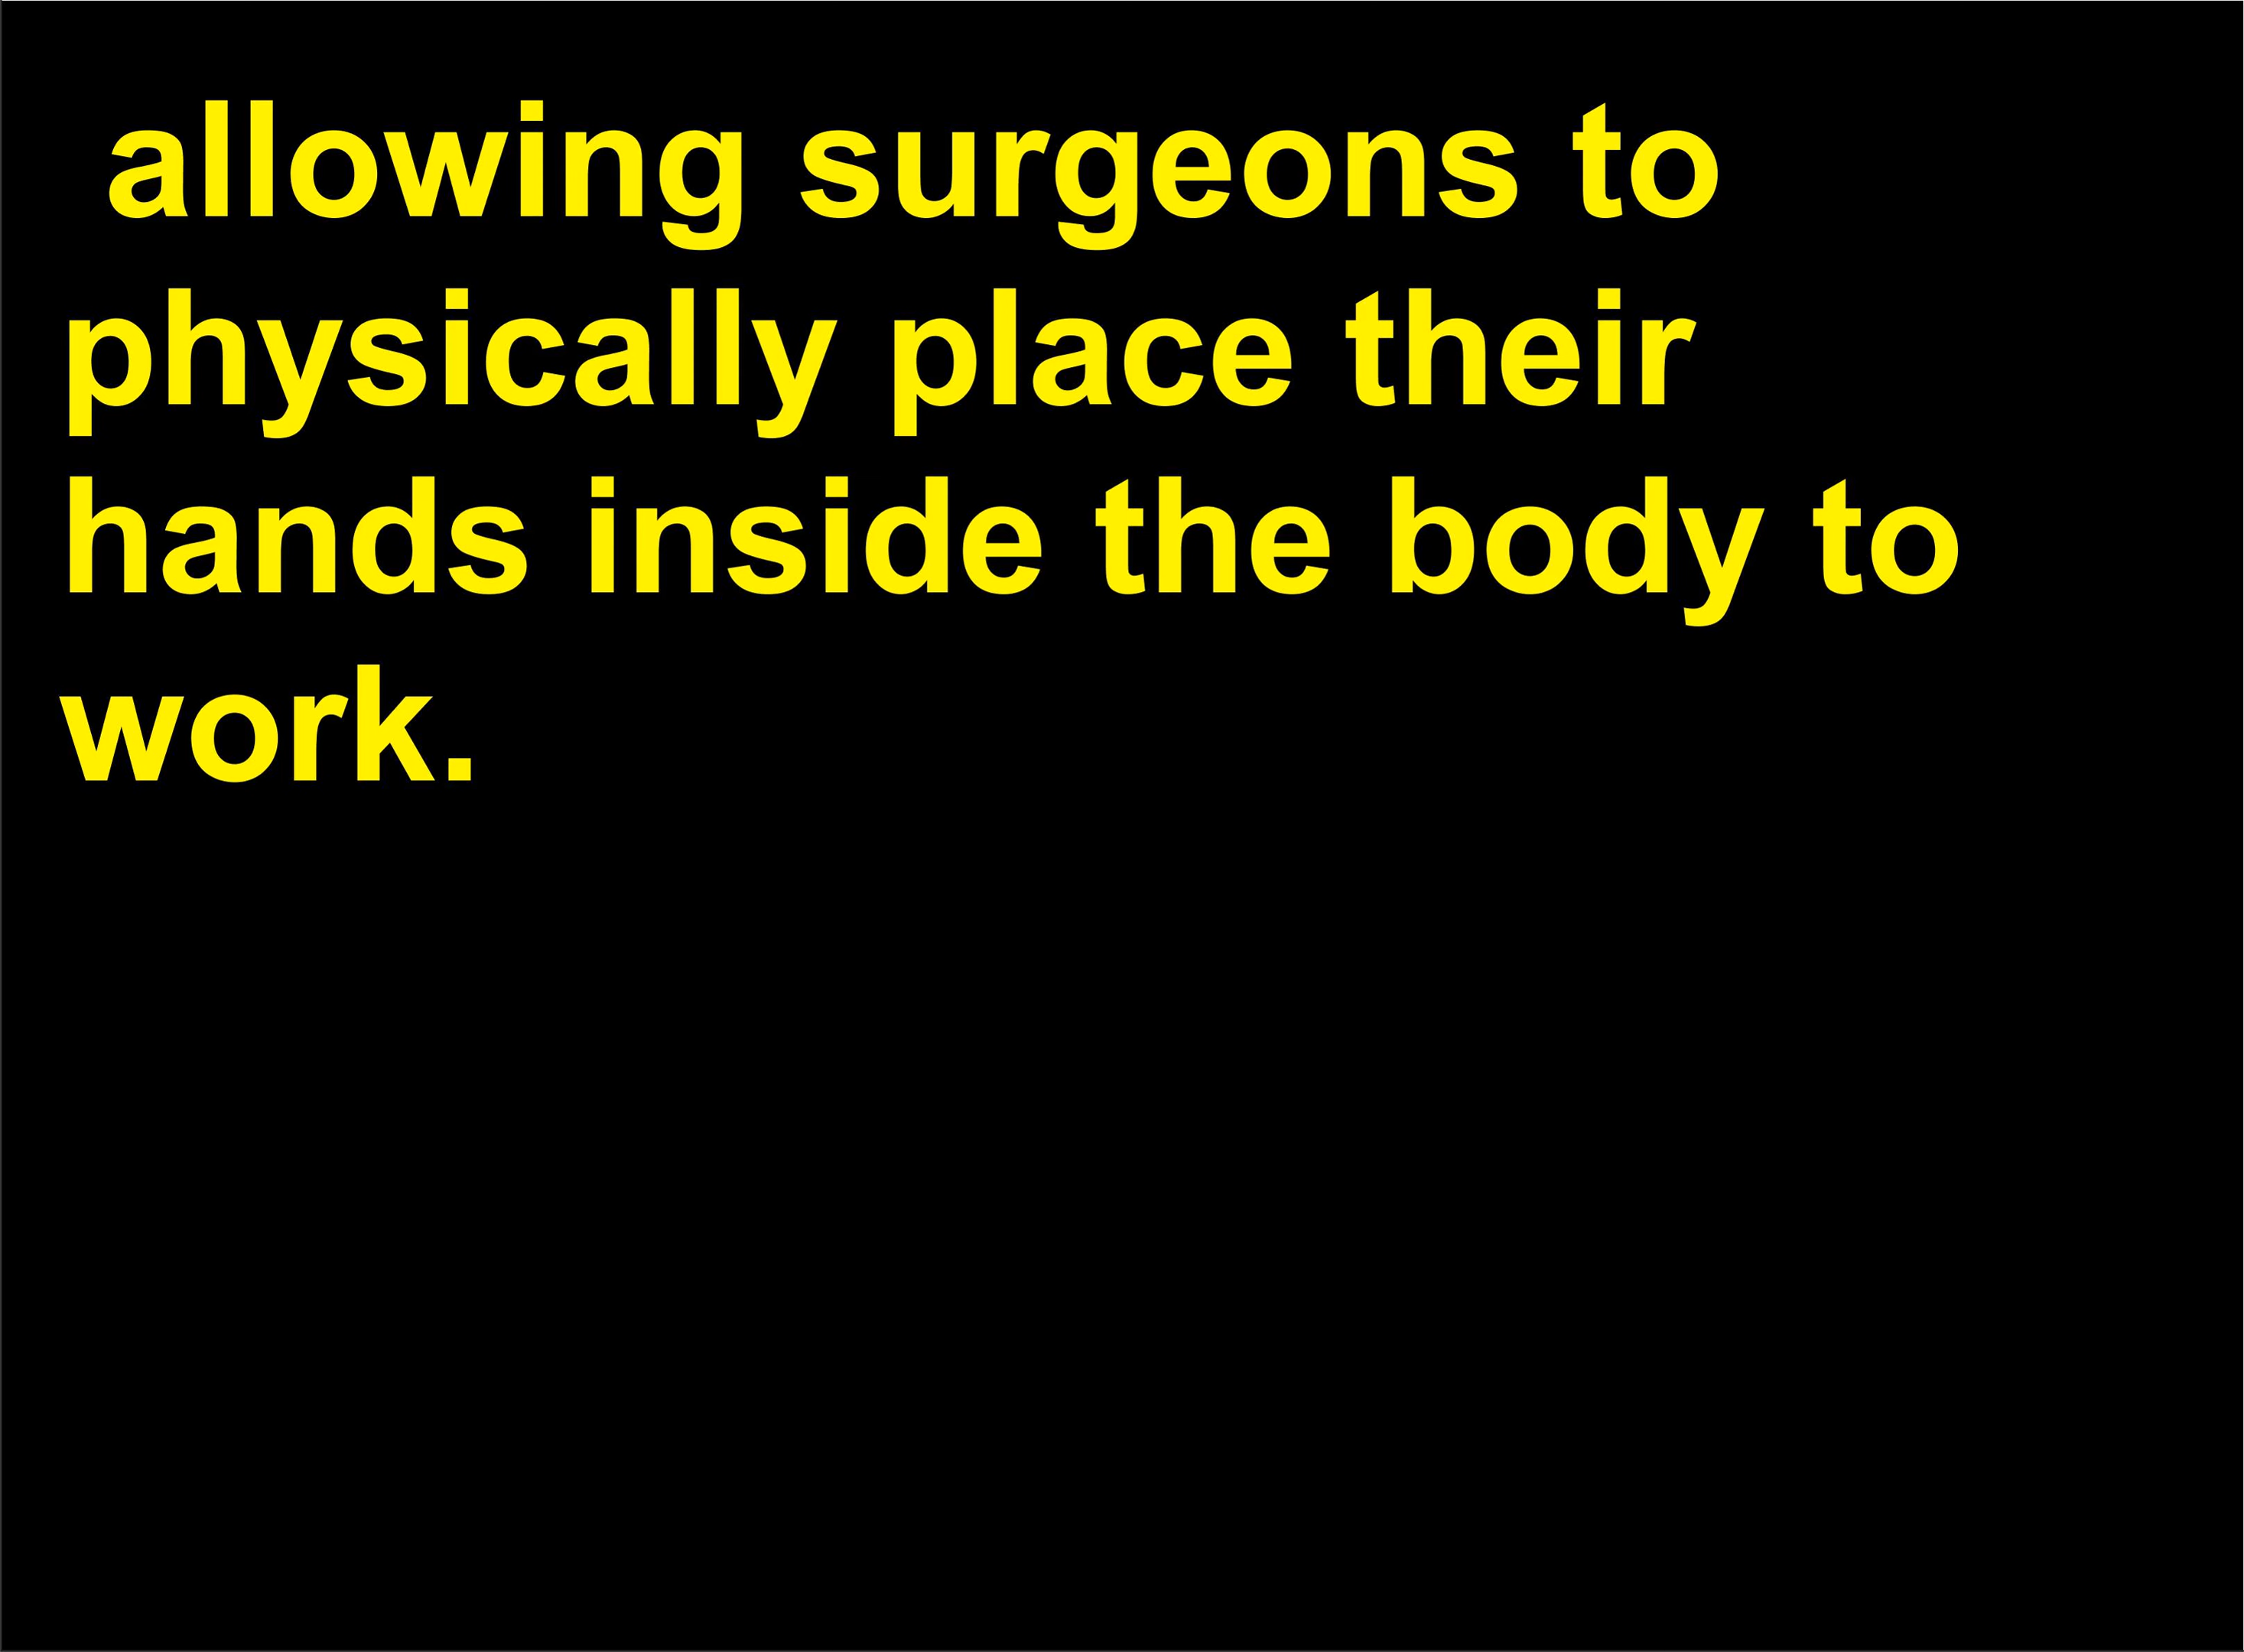 allowing surgeons to
physically place their
hands inside the body to
work.